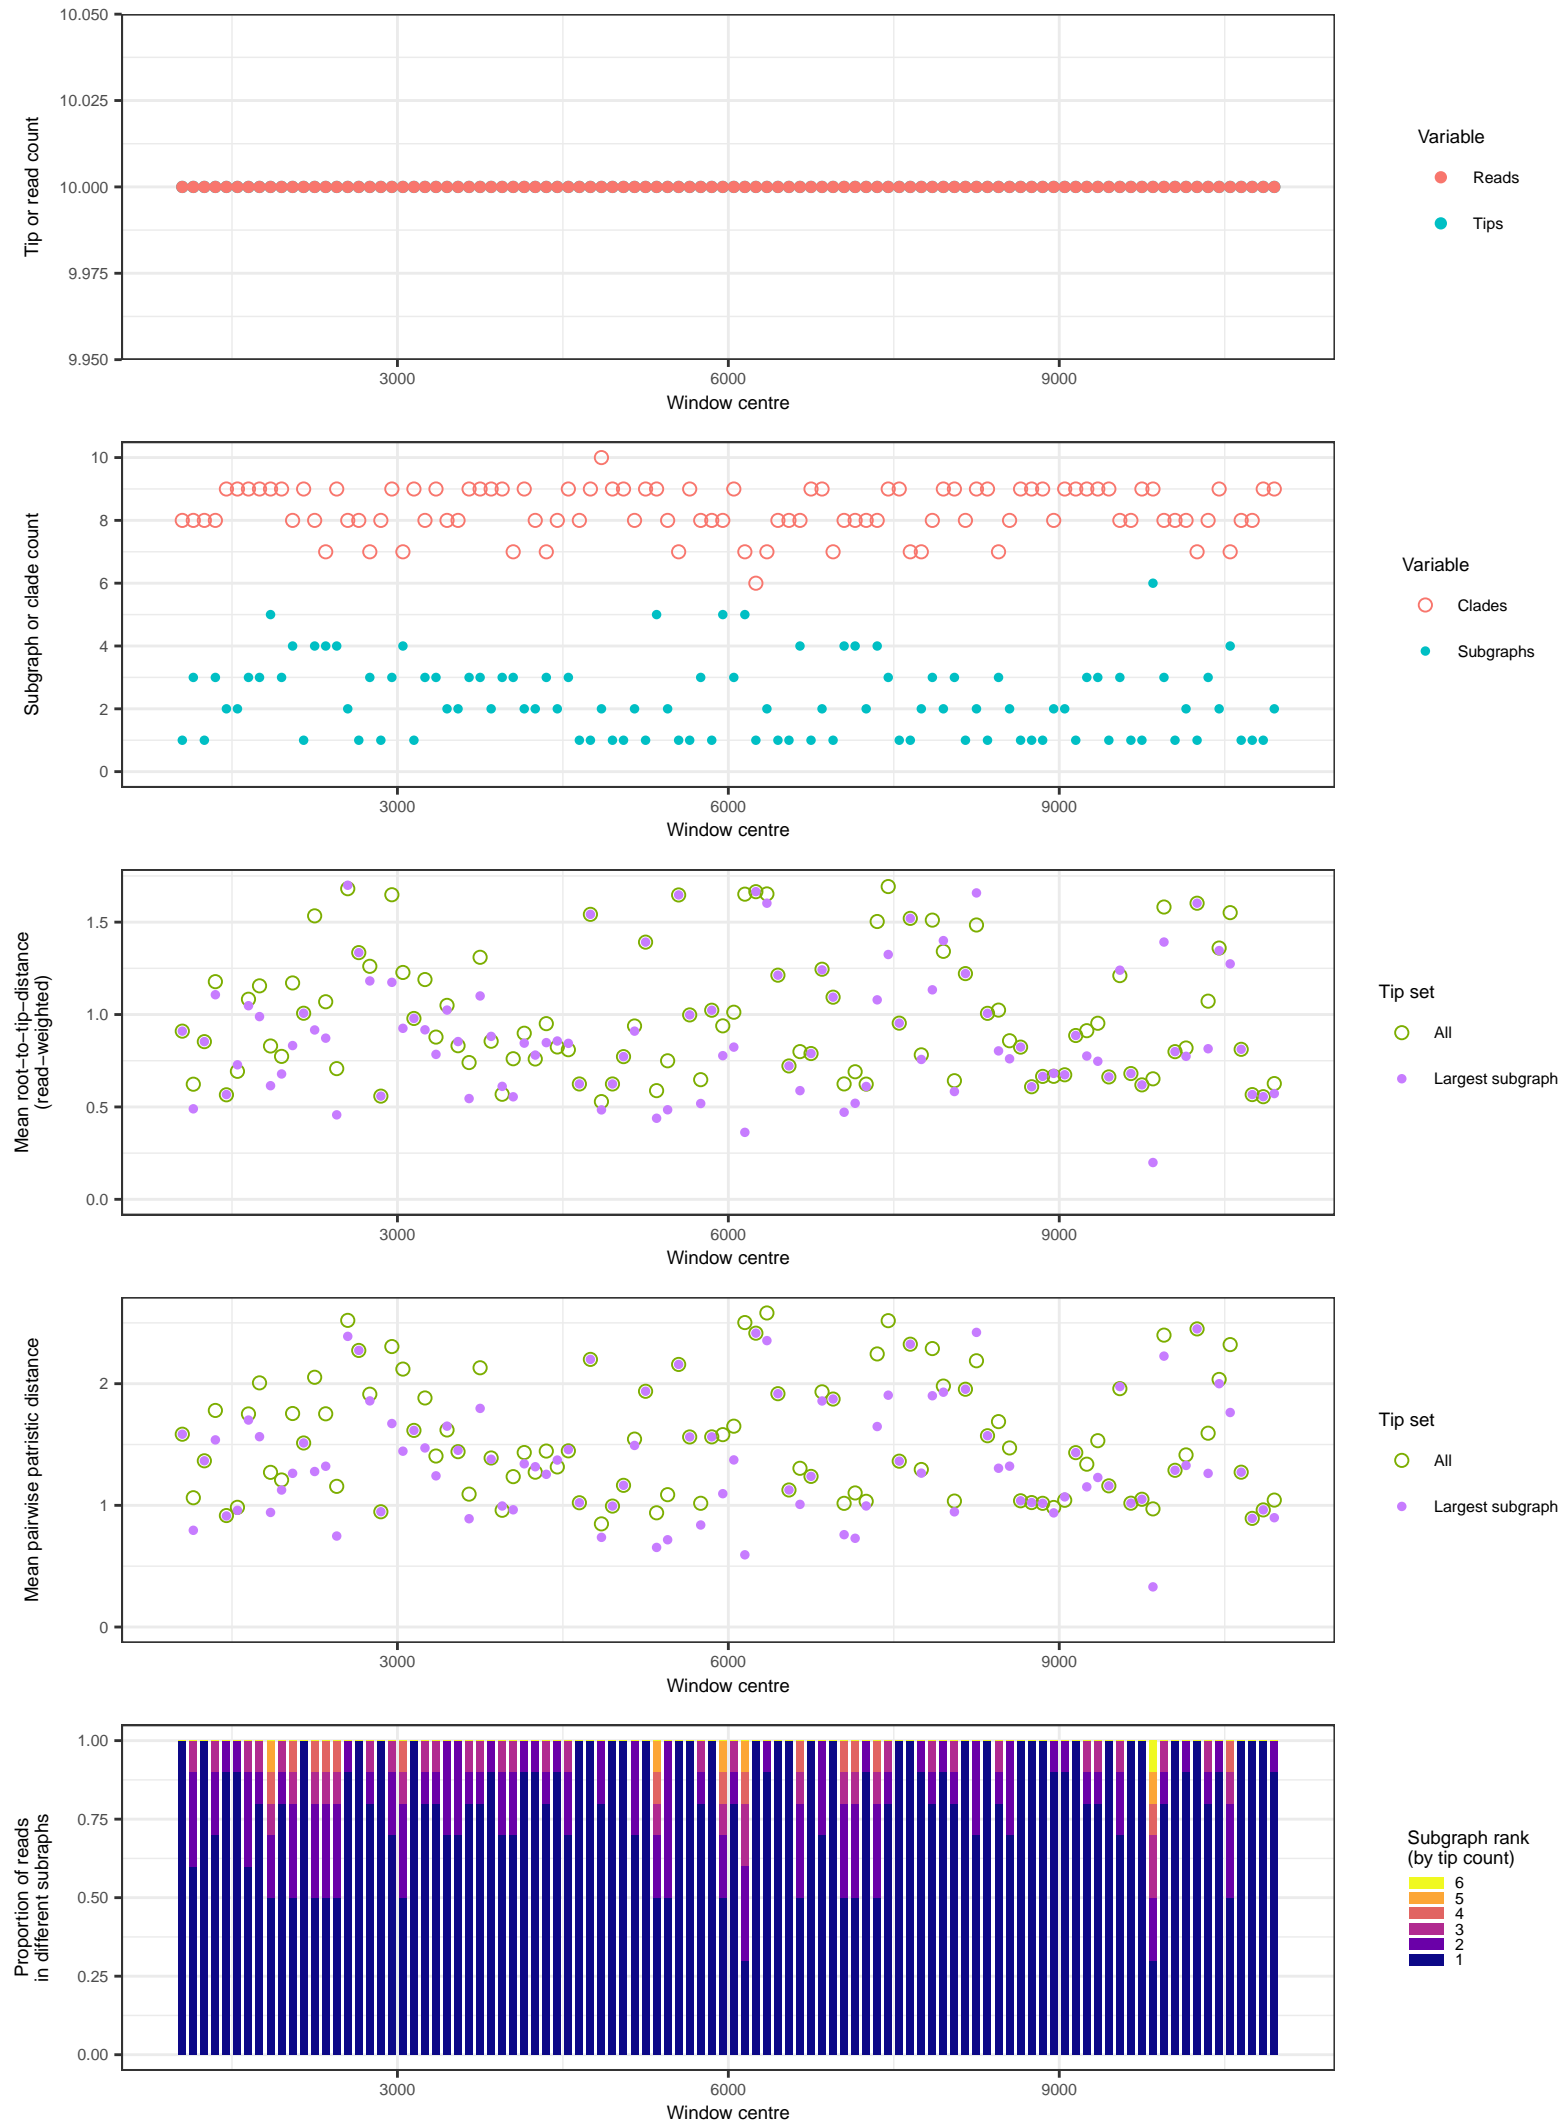 10.050
10.025
10.000
9.975
9.950
Tip or read count
3000 6000 9000
Window centre
Variable
Reads
Tips
10
8
6
4
2
0
Subgraph or clade count
3000 6000 9000
Window centre
Variable
Clades
Subgraphs
1.5
1.0
0.5
0.0
Mean root−to−tip−distance
(read−weighted)
3000 6000 9000
Window centre
Tip set
All
Largest subgraph
2
1
0
Mean pairwise patristic distance
3000 6000 9000
Window centre
Tip set
All
Largest subgraph
1.00
0.75
0.50
0.25
0.00
Proportion of reads
in different subraphs
3000 6000 9000
Window centre
Subgraph rank
(by tip count)
6
5
4
3
2
1